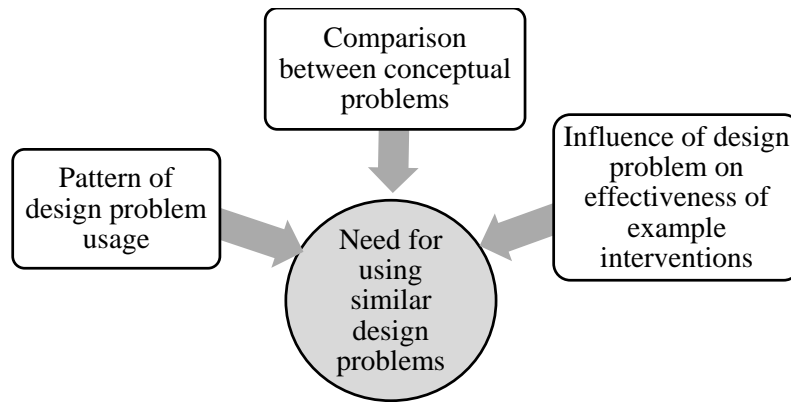 Comparison
between conceptual
problems
Pattern of
design problem
usage
Influence of design
problem on
effectiveness of
example
interventions
Need for
using
similar
design
problems